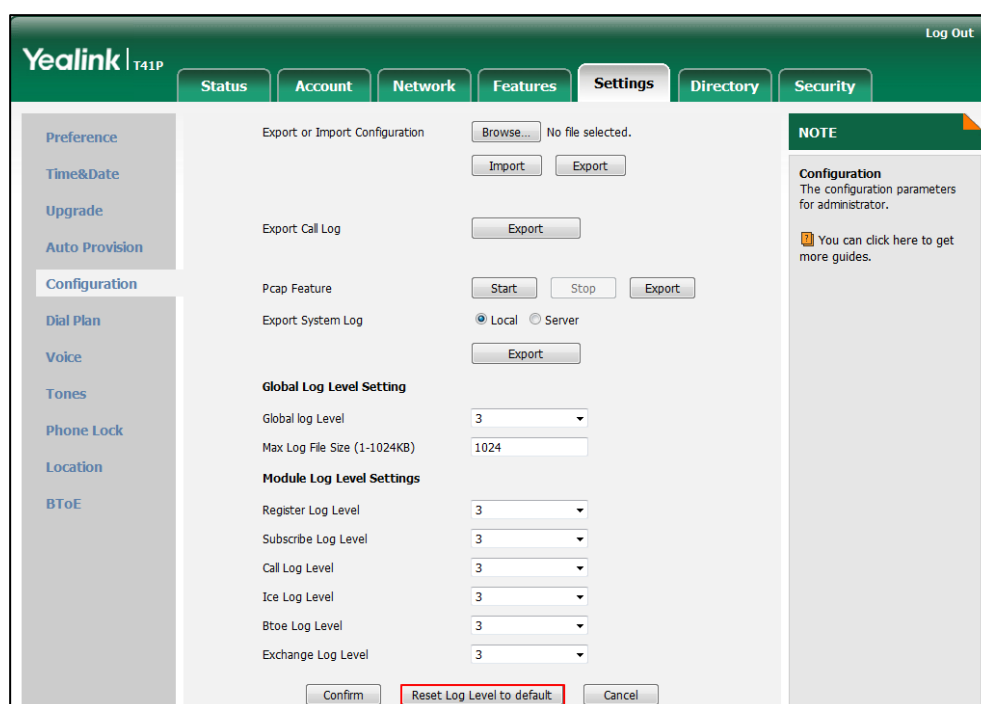 Log Out
Yealink | T41P
Status Account Network Features Settings Directory Security
Preference
Time&Date
Upgrade
Auto Provision
Configuration
Dial Plan
Voice
Tones
Phone Lock
Location
BToE
Export or Import Configuration Browse... No file selected.
Import Export
Export Call Log Export
Pcap Feature Start Stop Export
Export System Log Local Server
Export
Global Log Level Setting
Global log Level 3
Max Log File Size (1-1024KB) 1024
Module Log Level Settings
Register Log Level 3
Subscribe Log Level 3
Call Log Level 3
Ice Log Level 3
Btoe Log Level 3
Exchange Log Level 3
Confirm Reset Log Level to default Cancel
NOTE
Configuration
The configuration parameters
for administrator.
? You can click here to get
more guides.